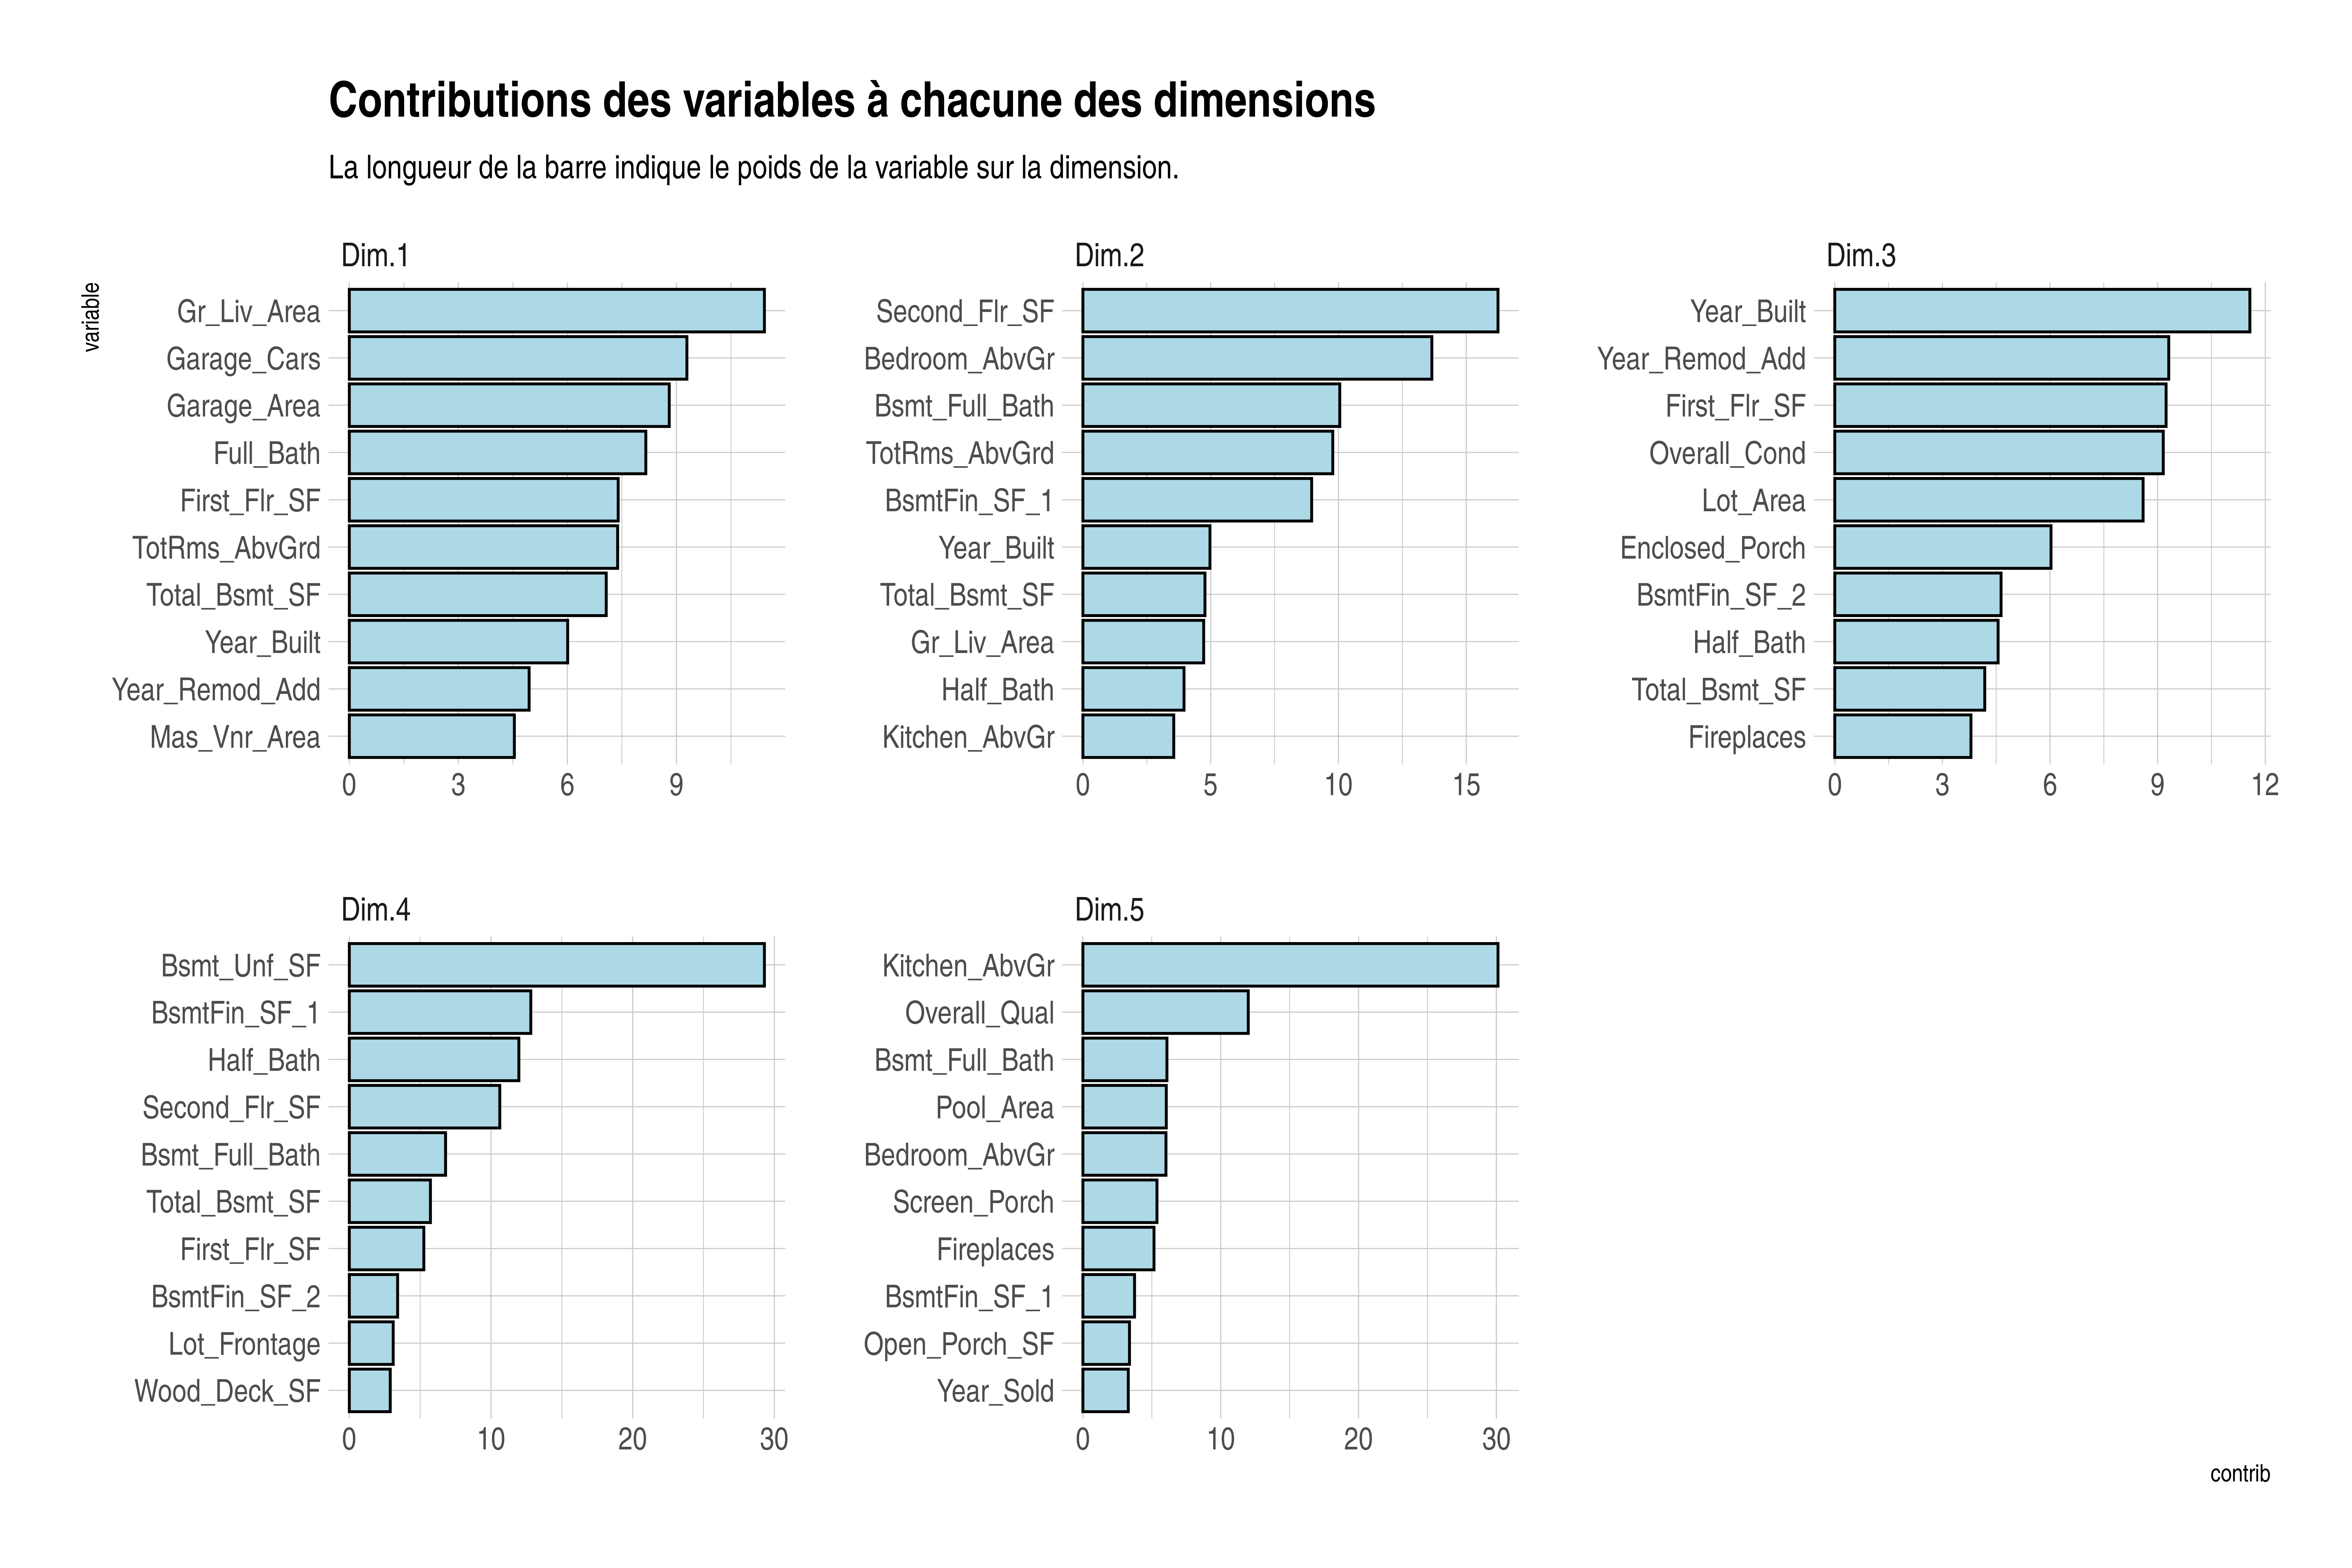 Contributions des variables à chacune des dimensions
La longueur de la barre indique le poids de la variable sur la dimension.
variable
Dim.1
Gr_Liv_Area
Garage_Cars
Garage_Area
Full_Bath
First_Flr_SF
TotRms_AbvGrd
Total_Bsmt_SF
Year_Built
Year_Remod_Add
Mas_Vnr_Area
0 3 6 9
Dim.2
Second_Flr_SF
Bedroom_AbvGr
Bsmt_Full_Bath
TotRms_AbvGrd
BsmtFin_SF_1
Year_Built
Total_Bsmt_SF
Gr_Liv_Area
Half_Bath
Kitchen_AbvGr
0 5 10 15
Dim.3
Year_Built
Year_Remod_Add
First_Flr_SF
Overall_Cond
Lot_Area
Enclosed_Porch
BsmtFin_SF_2
Half_Bath
Total_Bsmt_SF
Fireplaces
0 3 6 9 12
Dim.4
Bsmt_Unf_SF
BsmtFin_SF_1
Half_Bath
Second_Flr_SF
Bsmt_Full_Bath
Total_Bsmt_SF
First_Flr_SF
BsmtFin_SF_2
Lot_Frontage
Wood_Deck_SF
0 10 20 30
Dim.5
Kitchen_AbvGr
Overall_Qual
Bsmt_Full_Bath
Pool_Area
Bedroom_AbvGr
Screen_Porch
Fireplaces
BsmtFin_SF_1
Open_Porch_SF
Year_Sold
0 10 20 30
contrib